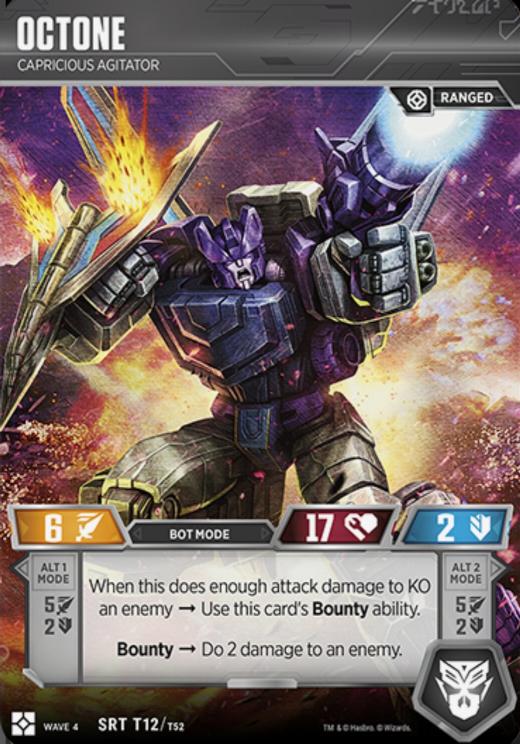 OCTONE
CAPRICIOUS AGITATOR
RANGED
6
BOT MODE
17
2
ALT 1
MODE
5
2
When this does enough attack damage to KO
an enemy → Use this card's Bounty ability.
Bounty → Do 2 damage to an enemy.
ALT 2
MODE
5
2
WAVE 4 SRT T12/T52
TM & © Hasbro. © Wizards.